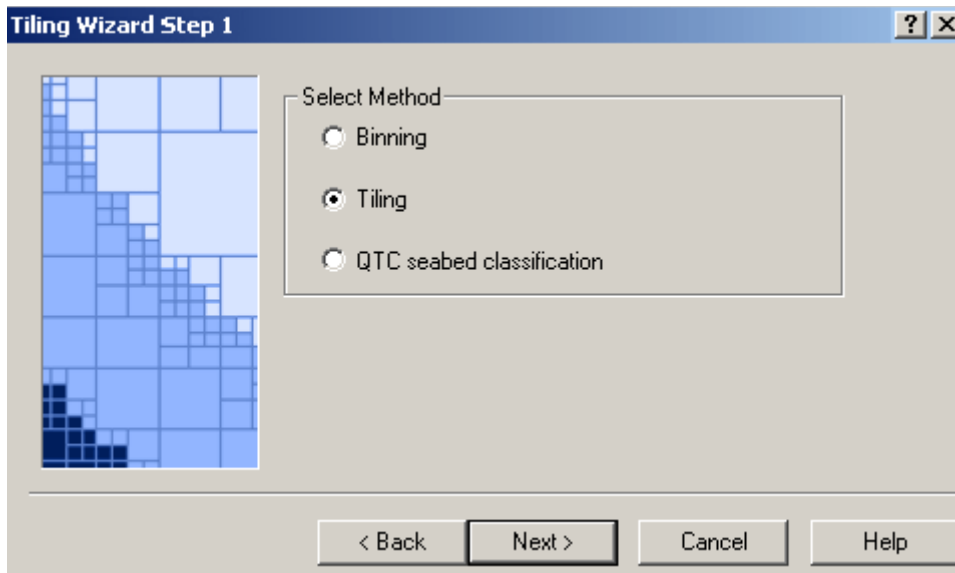 Tiling Wizard Step 1
Select Method
Binning
Tiling
QTC seabed classification
< Back
Next >
Cancel
Help